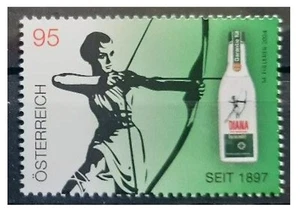 95
ÖSTERREICH
DIANA
SEIT 1897